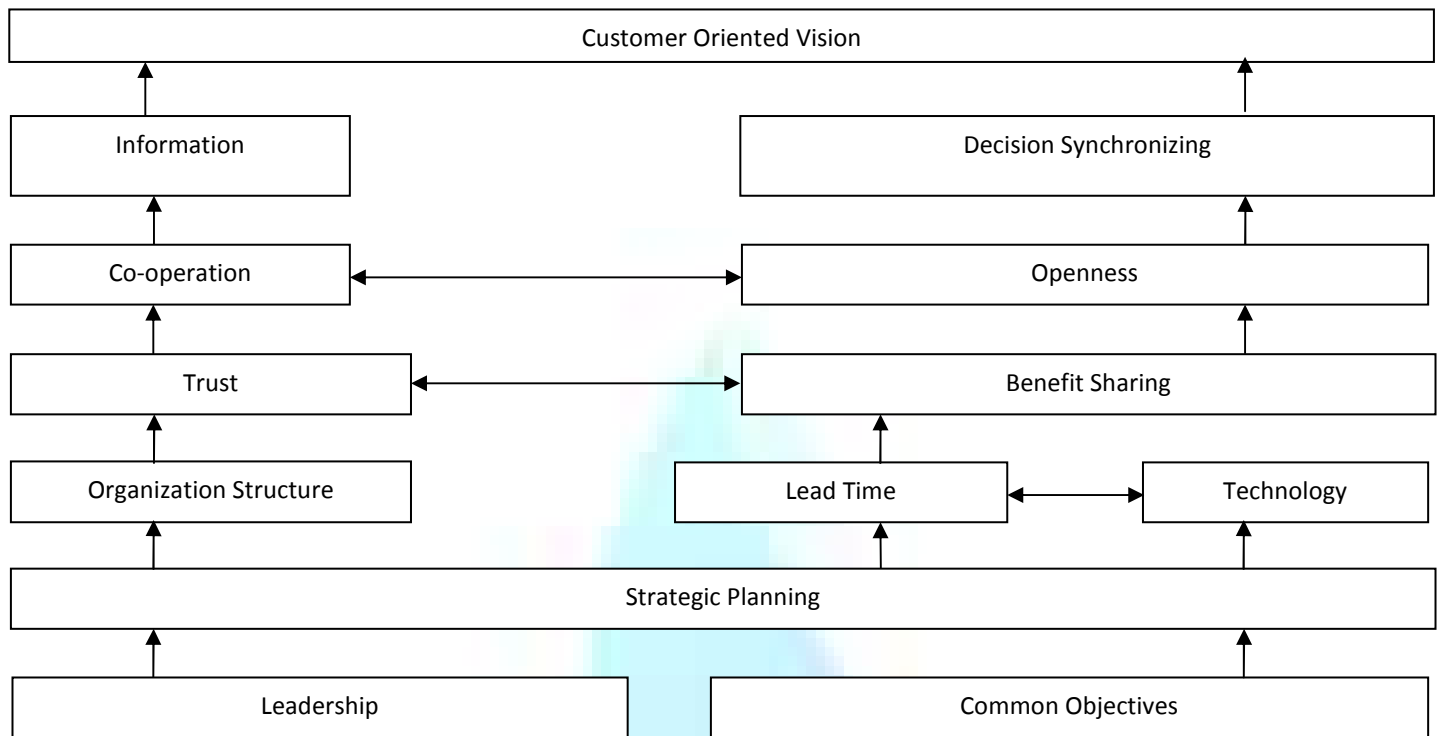 Customer Oriented Vision
Information
Decision Synchronizing
Co-operation
Openness
Trust
Benefit Sharing
Organization Structure
Lead Time
Technology
Strategic Planning
Leadership
Common Objectives